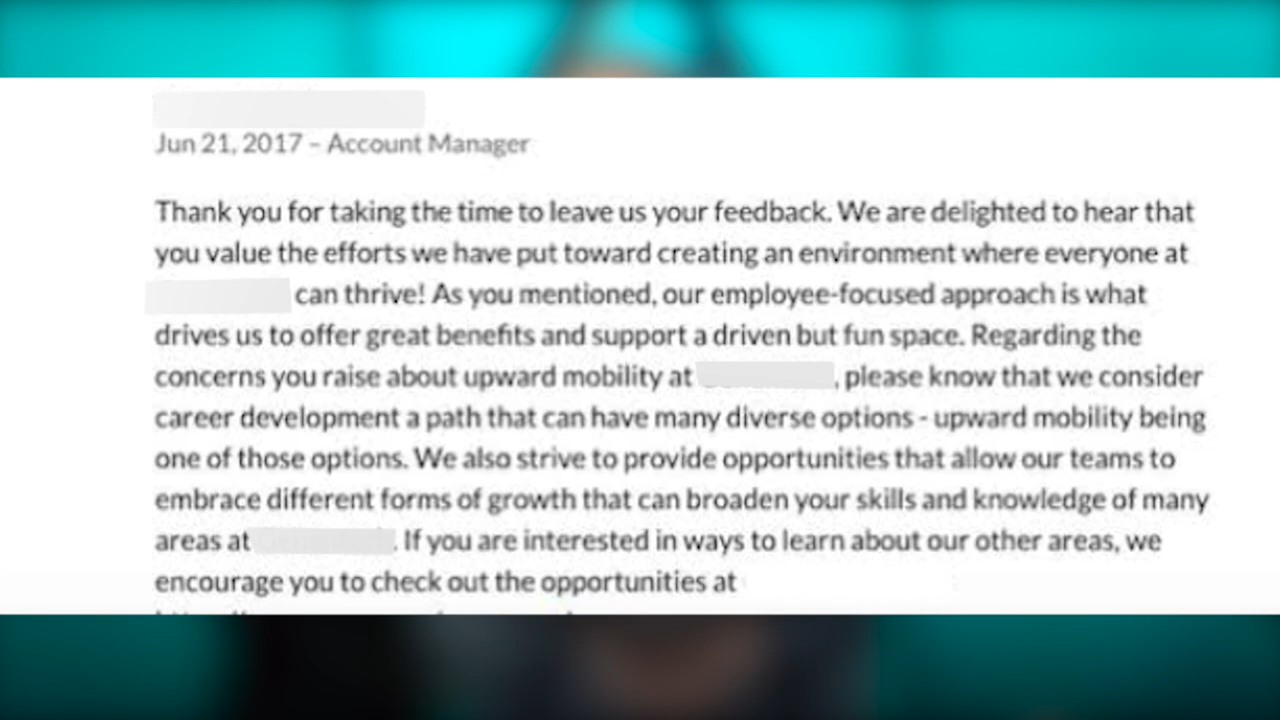 Jun 21, 2017 – Account Manager
Thank you for taking the time to leave us your feedback. We are delighted to hear that
you value the efforts we have put toward creating an environment where everyone at
can thrive! As you mentioned, our employee-focused approach is what
drives us to offer great benefits and support a driven but fun space. Regarding the
concerns you raise about upward mobility at , please know that we consider
career development a path that can have many diverse options - upward mobility being
one of those options. We also strive to provide opportunities that allow our teams to
embrace different forms of growth that can broaden your skills and knowledge of many
areas at . If you are interested in ways to learn about our other areas, we
encourage you to check out the opportunities at